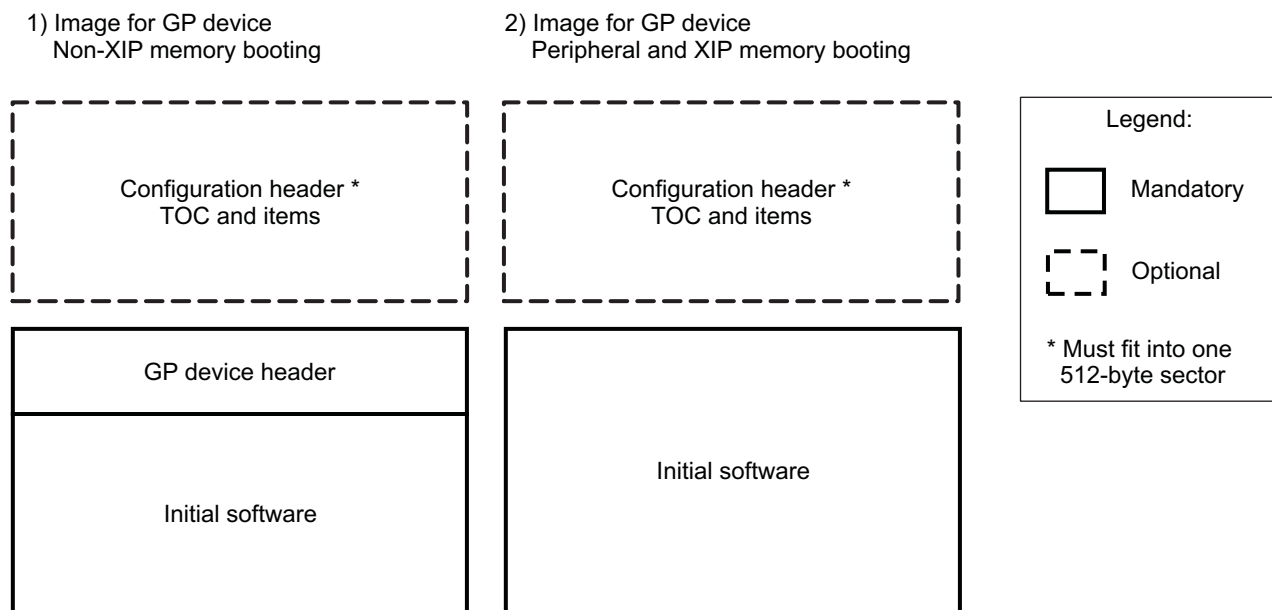 1) Image for GP device
Non-XIP memory booting
2) Image for GP device
Peripheral and XIP memory booting
Configuration header *
TOC and items
Configuration header *
TOC and items
GP device header
Initial software
Initial software
Legend:
Mandatory
Optional
* Must fit into one
512-byte sector